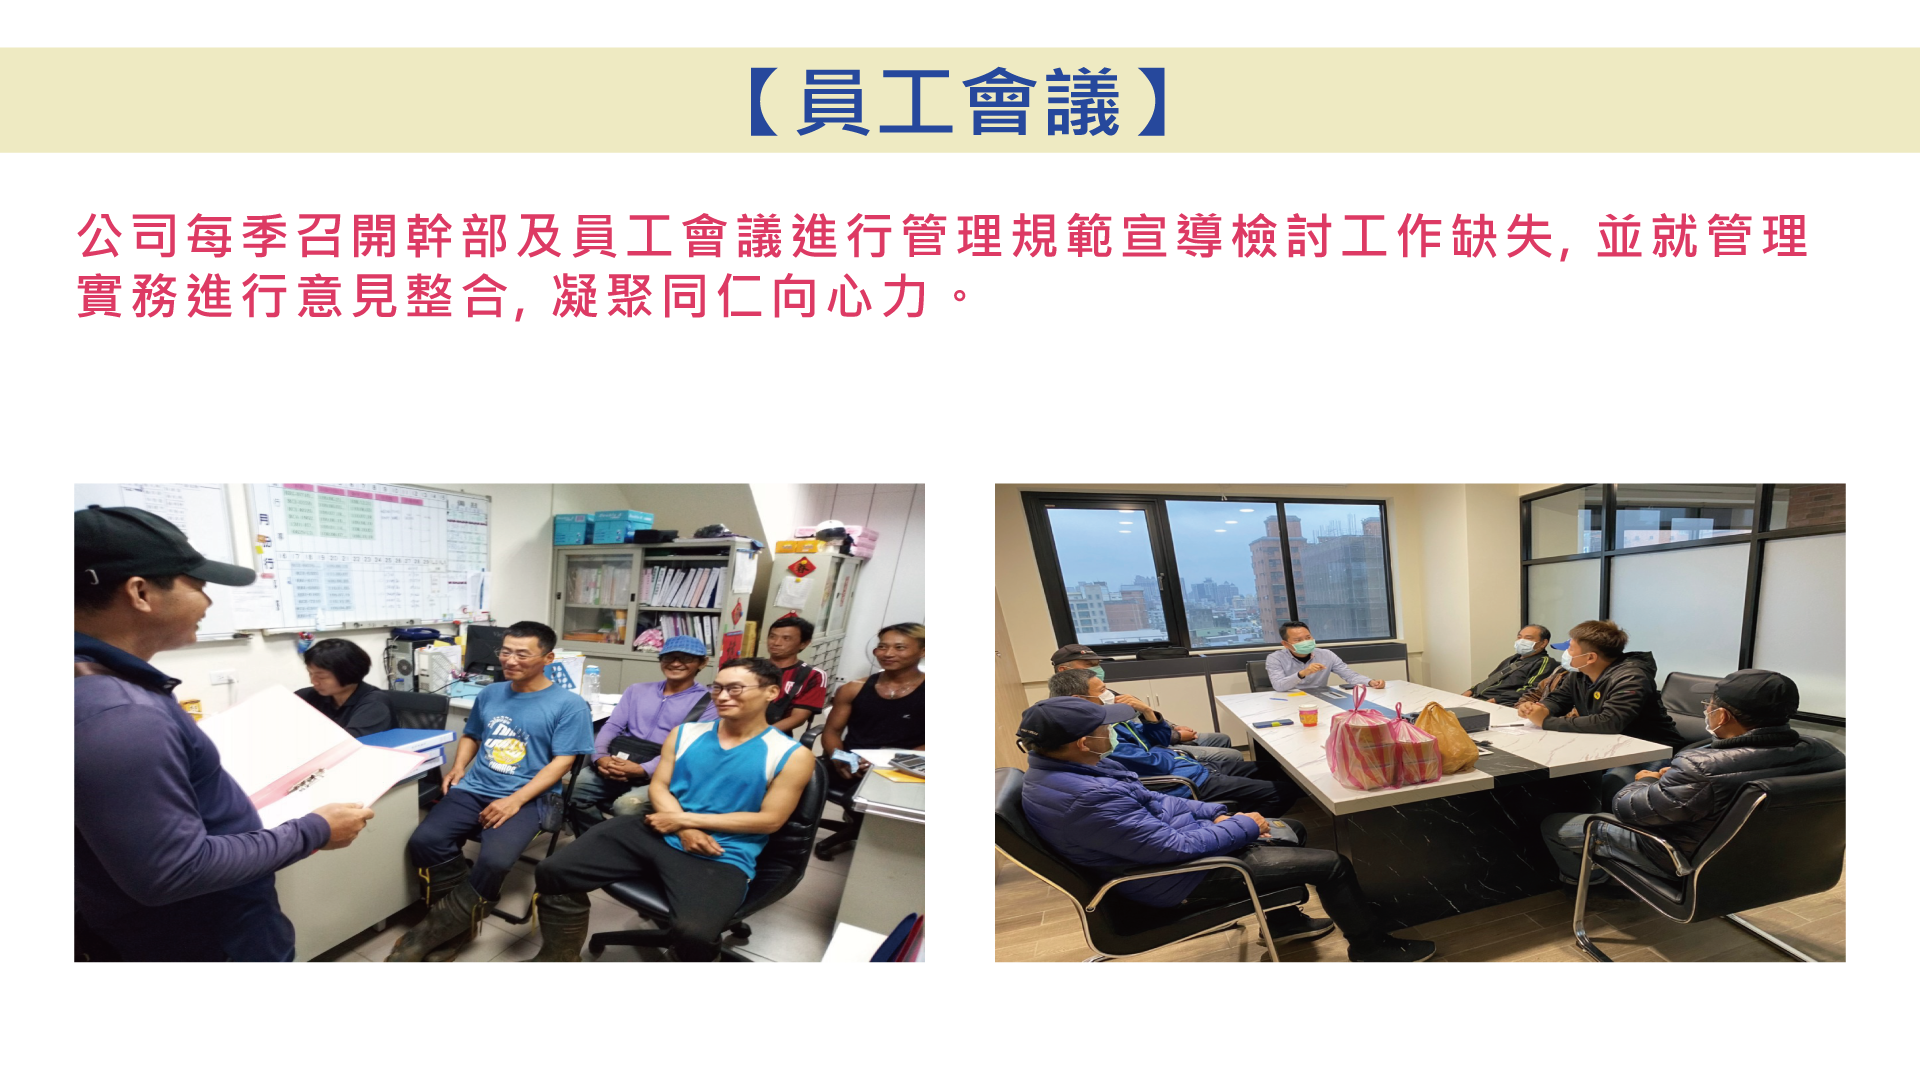 【員工會議】
公司每季召開幹部及員工會議進行管理規範宣導檢討工作缺失, 並就管理
實務進行意見整合, 凝聚同仁向心力。